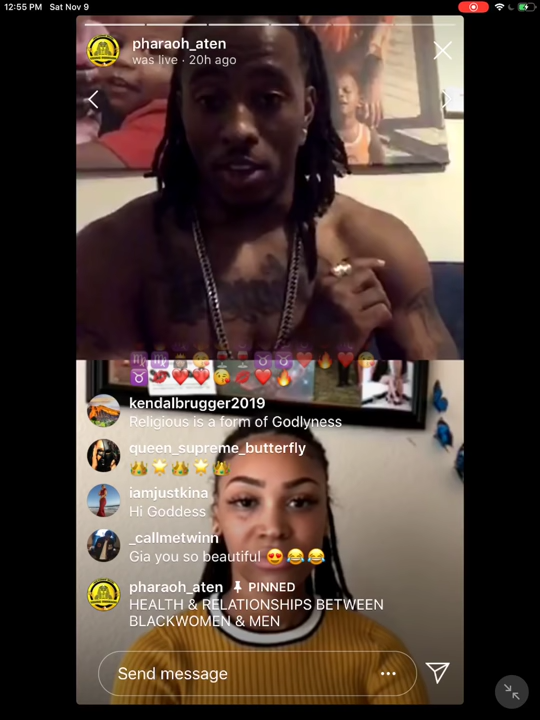 12:55 PM Sat Nov 9
pharaoh_aten
was live · 20h ago
kendalbrugger2019
Religious is a form of Godlyness
queen_supreme_butterfly
👑⭐👑⭐👑
iamjustkina
Hi Goddess
_callmetwinn
Gia you so beautiful 😍😂😂
pharaoh_aten PINNED
HEALTH & RELATIONSHIPS BETWEEN
BLACKWOMEN & MEN
Send message